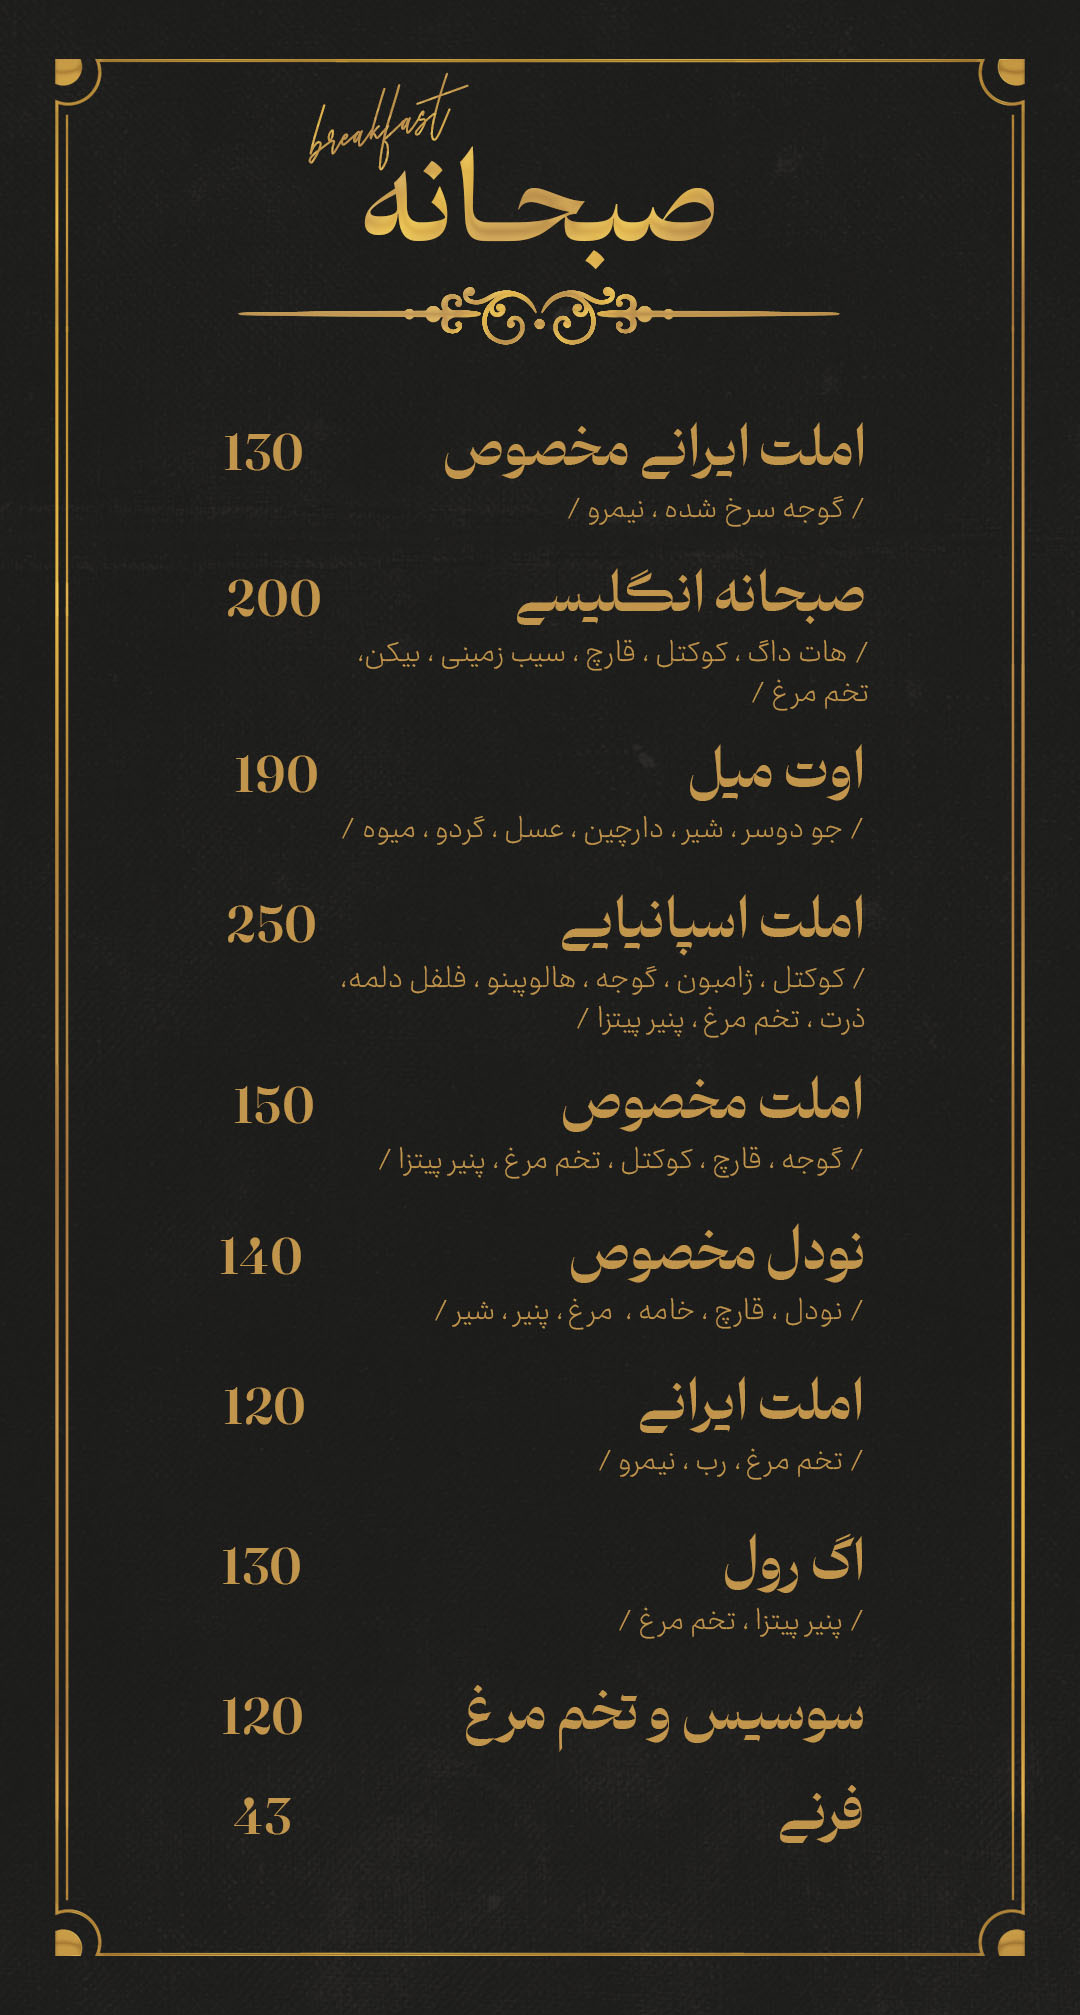 breakfast
صبحانه
املت ایرانی مخصوص 130
/ گوجه سرخ شده ، نیمرو /
صبحانه انگلیسی 200
/ هات داگ ، کوکتل ، قارچ ، سیب زمینی ، بیکن،
تخم مرغ /
اوت میل 190
/ جو دوسر ، شیر ، دارچین ، عسل ، گردو ، میوه /
املت اسپانیایی 250
/ کوکتل ، ژامبون ، گوجه ، هالوپینو ، فلفل دلمه،
ذرت ، تخم مرغ ، پنیر پیتزا /
املت مخصوص 150
/ گوجه ، قارچ ، کوکتل ، تخم مرغ ، پنیر پیتزا /
نودل مخصوص 140
/ نودل ، قارچ ، خامه ، مرغ ، پنیر ، شیر /
املت ایرانی 120
/ تخم مرغ ، رب ، نیمرو /
اگ رول 130
/ پنیر پیتزا ، تخم مرغ /
سوسیس و تخم مرغ 120
فرنی 43